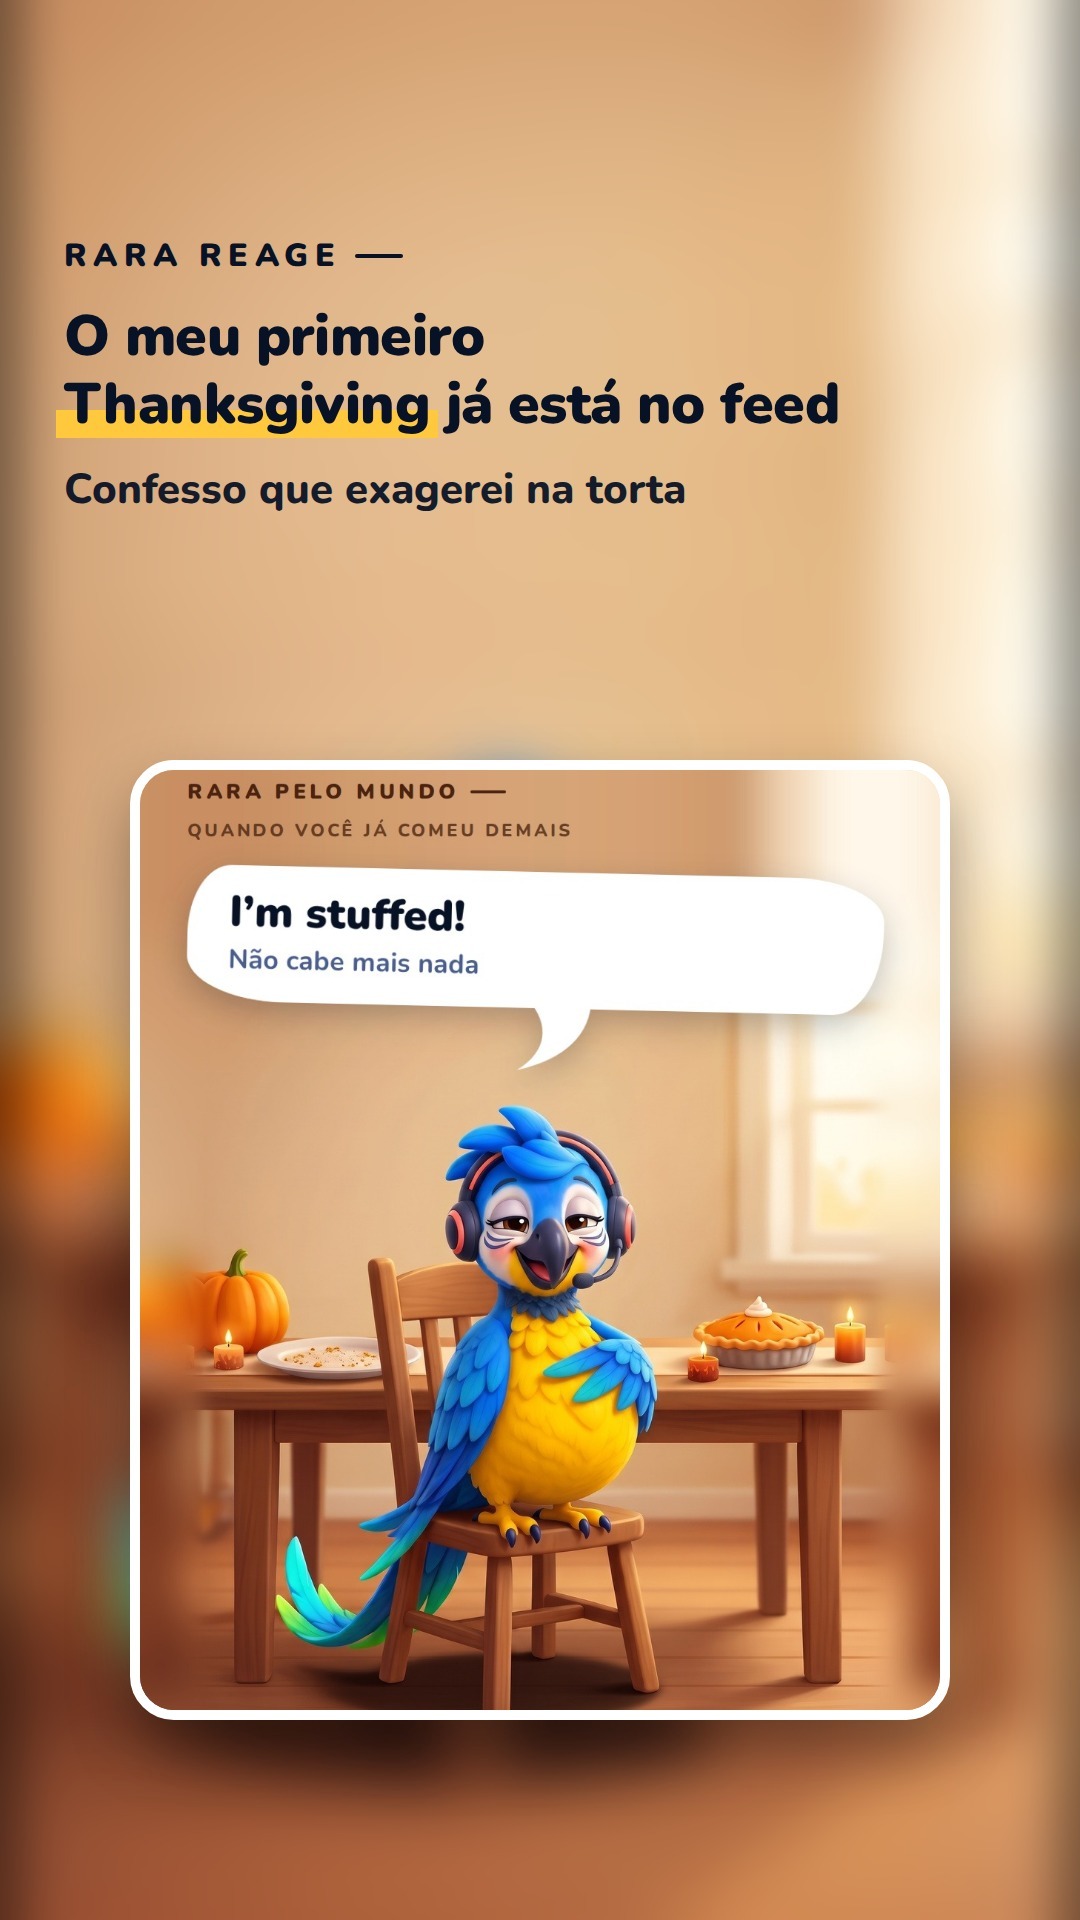 RARA REAGE —
O meu primeiro
Thanksgiving já está no feed
Confesso que exagerei na torta
RARA PELO MUNDO —
QUANDO VOCÊ JÁ COMEU DEMAIS
I’m stuffed!
Não cabe mais nada